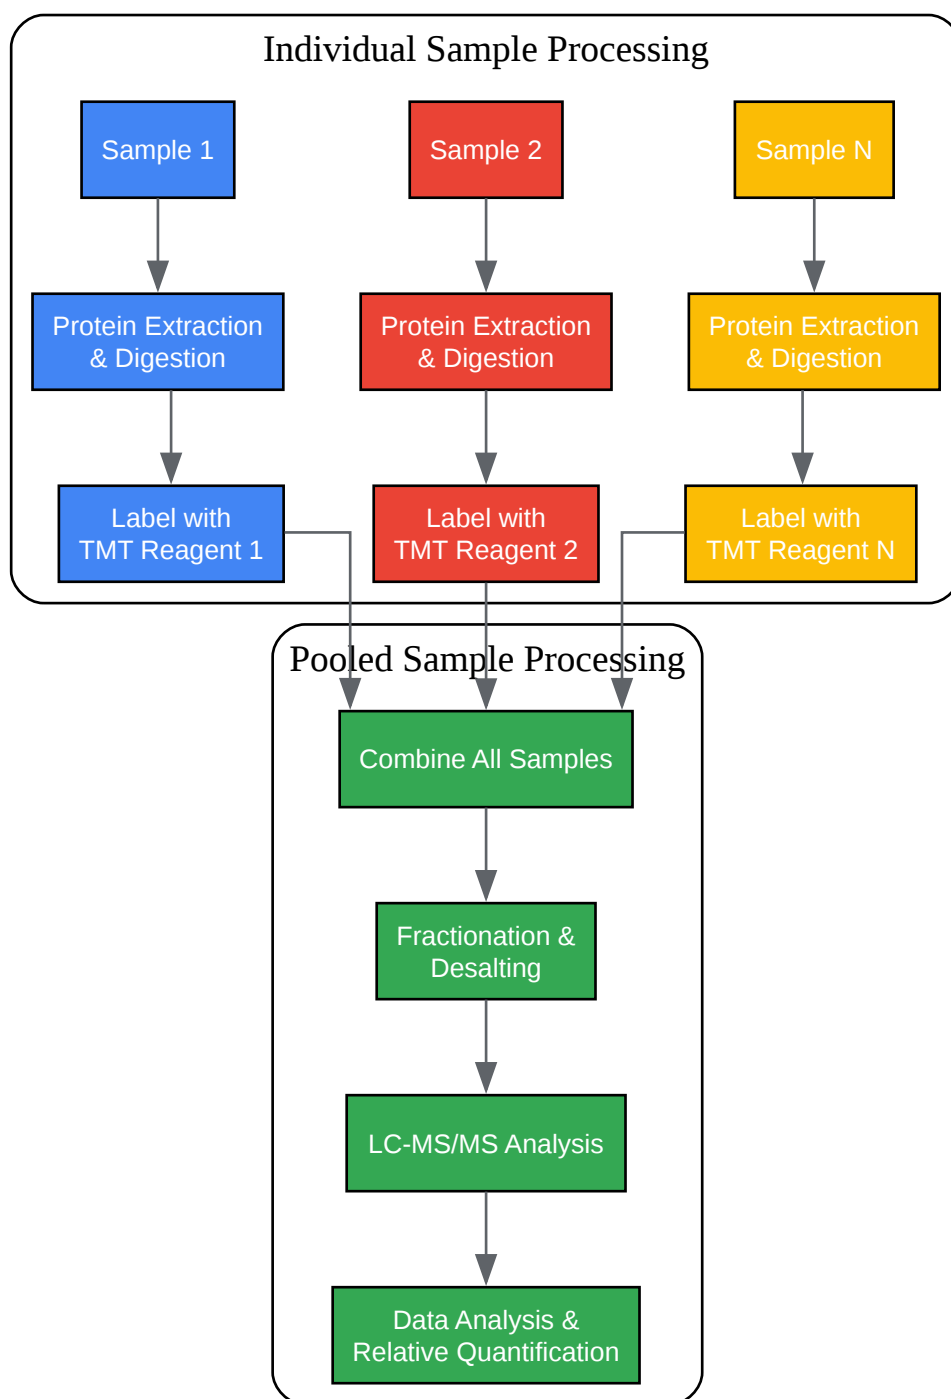 Individual Sample Processing
Sample 1
Sample 2
Sample N
Protein Extraction
& Digestion
Protein Extraction
& Digestion
Protein Extraction
& Digestion
Label with
TMT Reagent 1
Label with
TMT Reagent 2
Label with
TMT Reagent N
Pooled Sample Processing
Combine All Samples
Fractionation &
Desalting
LC-MS/MS Analysis
Data Analysis &
Relative Quantification